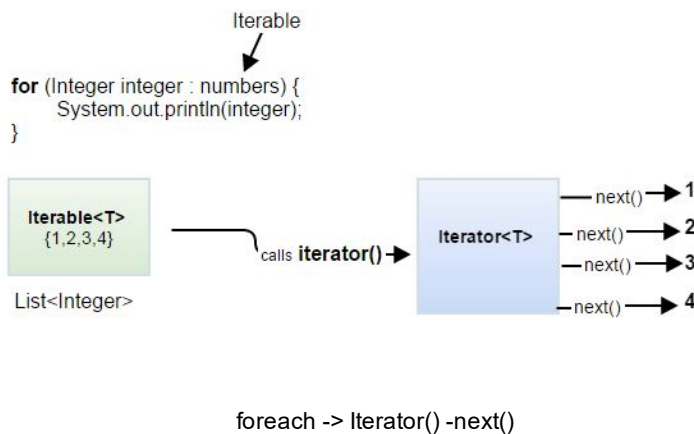 Iterable
for (Integer integer : numbers) {
System.out.println(integer);
}
Iterable<T>
{1,2,3,4}
List<Integer>
calls iterator()
Iterator<T>
next() 1
next() 2
next() 3
next() 4
foreach -> Iterator() -next()